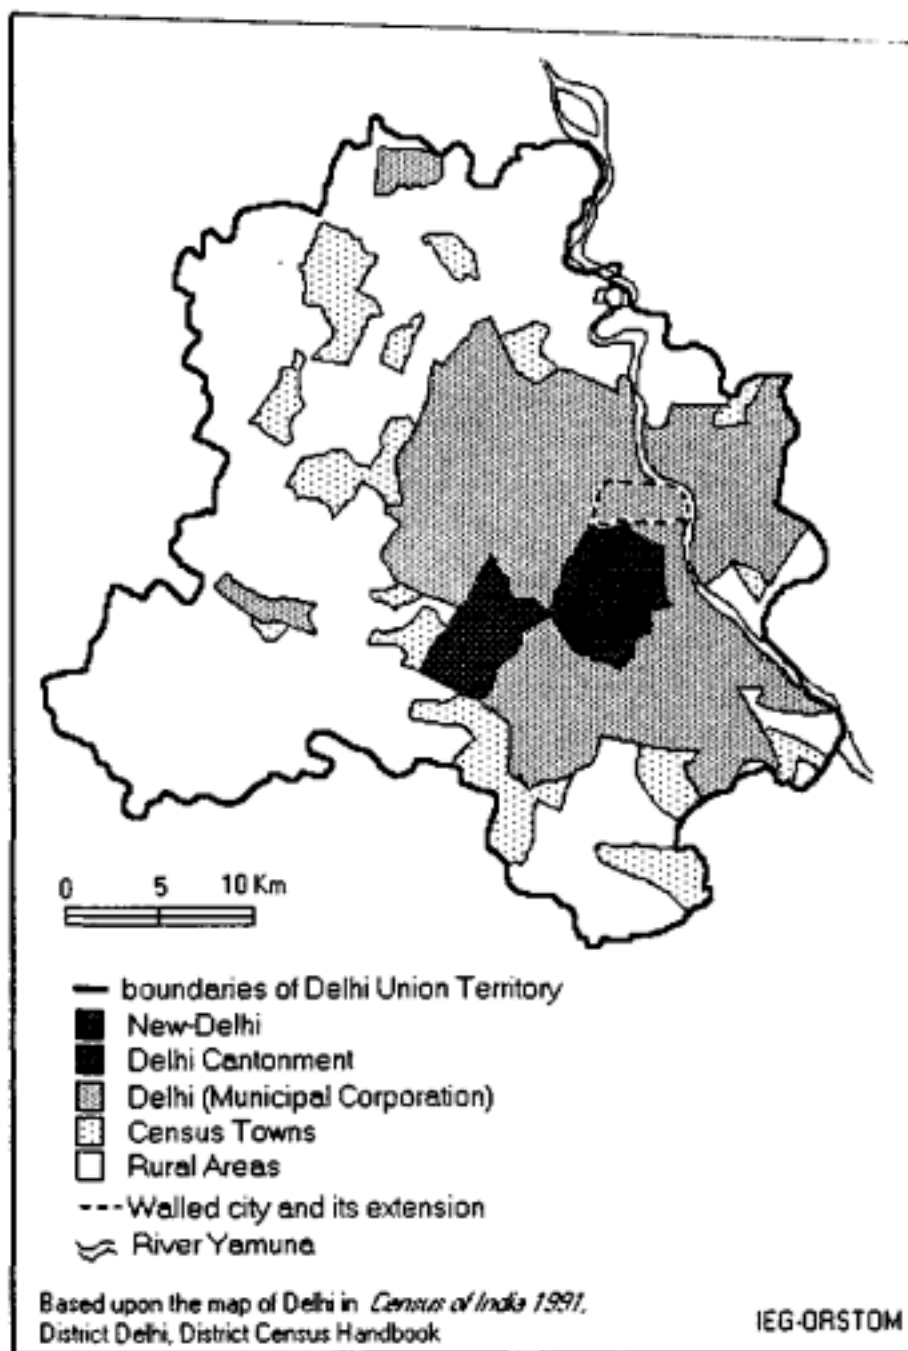 0 5 10 Km
boundaries of Delhi Union Territory
New-Delhi
Delhi Cantonment
Delhi (Municipal Corporation)
Census Towns
Rural Areas
Walled city and its extension
River Yamuna
Based upon the map of Delhi in Census of India 1991,
District Delhi, District Census Handbook
IEG-ORSTOM